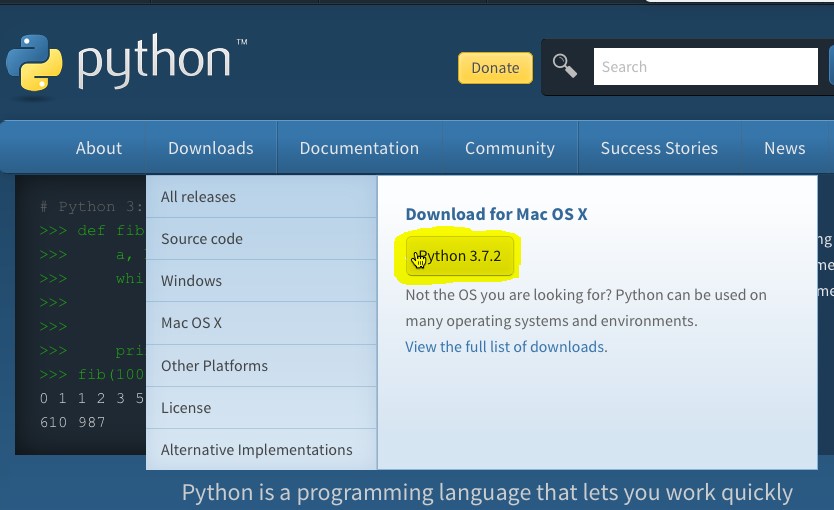 python™
Donate
Search
About
Downloads
Documentation
Community
Success Stories
News
All releases
Source code
Windows
Mac OS X
Other Platforms
License
Alternative Implementations
Download for Mac OS X
Python 3.7.2
Not the OS you are looking for? Python can be used on
many operating systems and environments.
View the full list of downloads.
# Python 3:
>>> def fib
>>> a,
>>> whi
>>>
>>>
>>> pri
>>> fib(100
0 1 1 2 3 5
610 987
Python is a programming language that lets you work quickly